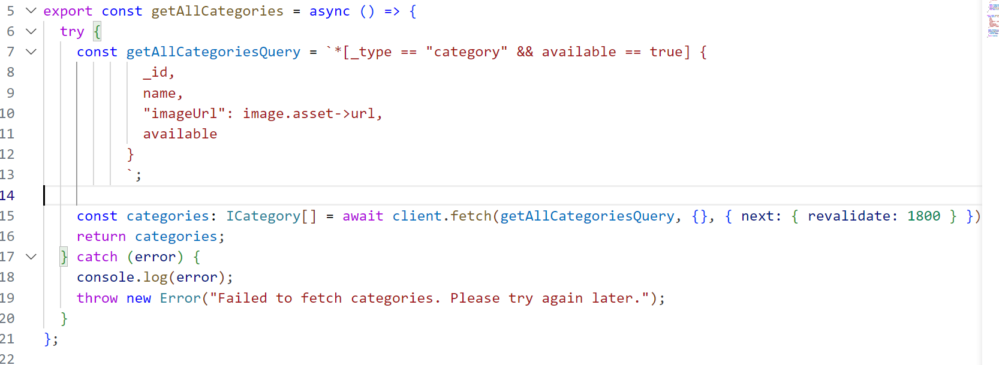 5 export const getAllCategories = async () => {
6 try {
7 const getAllCategoriesQuery = `*[_type == "category" && available == true] {
8 _id,
9 name,
10 "imageUrl": image.asset->url,
11 available
12 }
13 `;
14
15 const categories: ICategory[] = await client.fetch(getAllCategoriesQuery, {}, { next: { revalidate: 1800 } })
16 return categories;
17 } catch (error) {
18 console.log(error);
19 throw new Error("Failed to fetch categories. Please try again later.");
20 }
21 };
22